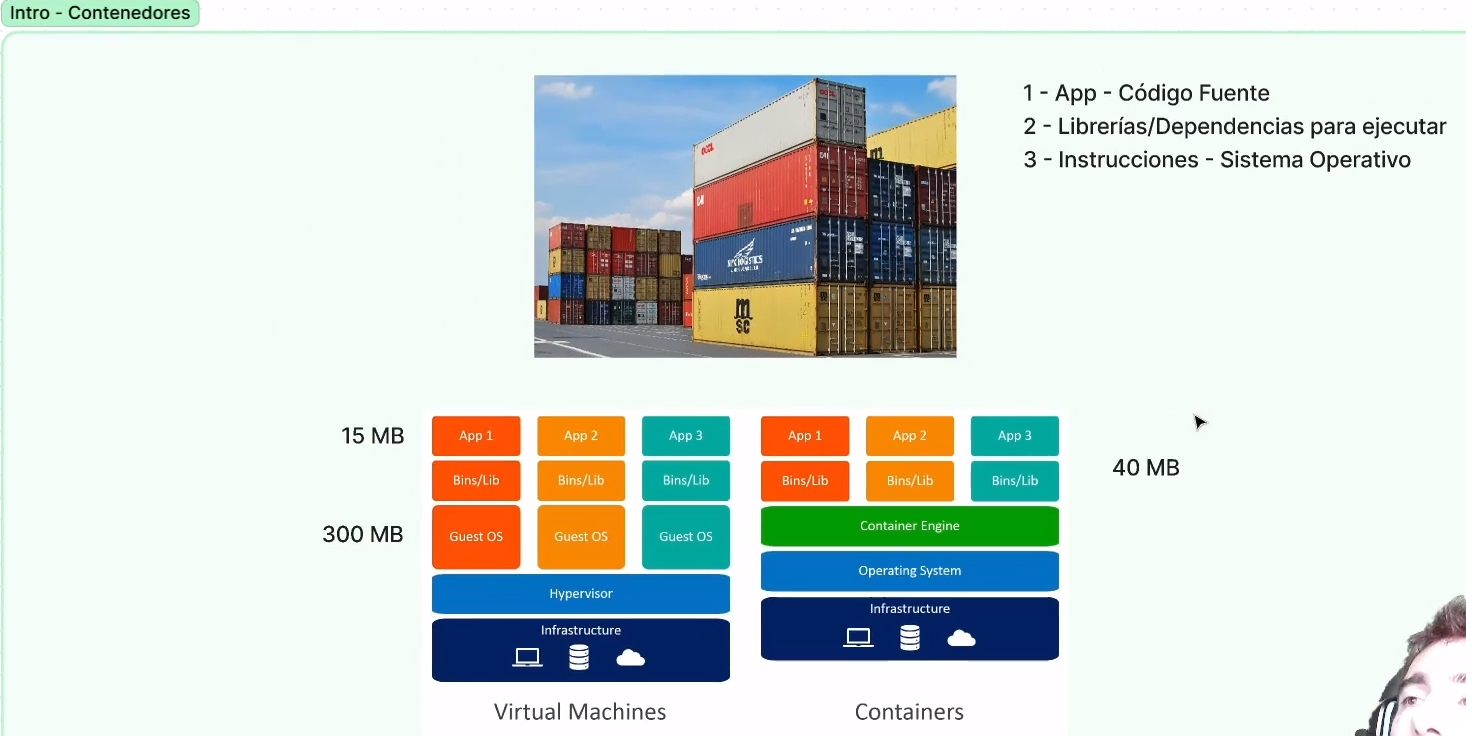 Intro - Contenedores
1 - App - Código Fuente
2 - Librerías/Dependencias para ejecutar
3 - Instrucciones - Sistema Operativo
OOCL
m
sc
15 MB
300 MB
App 1
App 2
App 3
Bins/Lib
Bins/Lib
Bins/Lib
Guest OS
Guest OS
Guest OS
Hypervisor
Infrastructure
Virtual Machines
App 1
App 2
App 3
Bins/Lib
Bins/Lib
Bins/Lib
Container Engine
Operating System
Infrastructure
Containers
40 MB